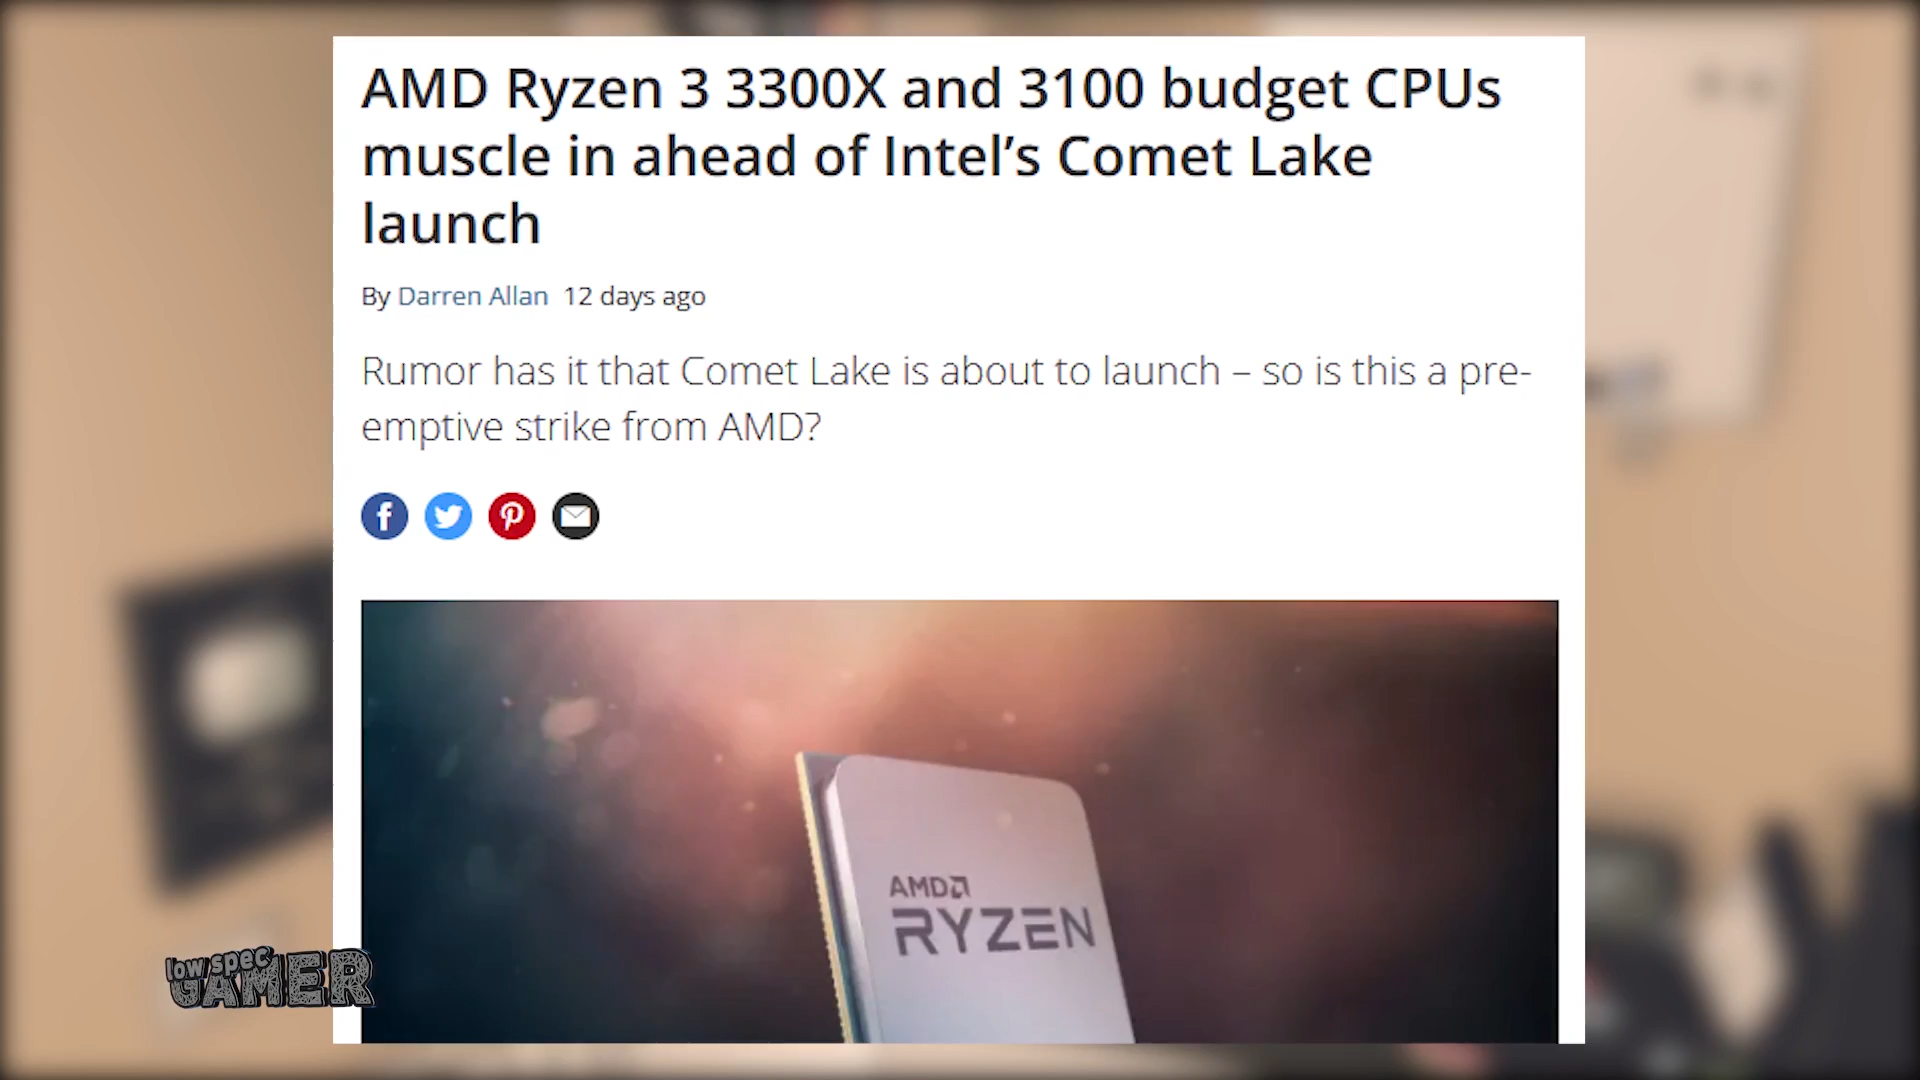 AMD Ryzen 3 3300X and 3100 budget CPUs
muscle in ahead of Intel’s Comet Lake
launch
By Darren Allan 12 days ago
Rumor has it that Comet Lake is about to launch – so is this a pre-
emptive strike from AMD?
AMD
RYZEN
low spec
GAMER